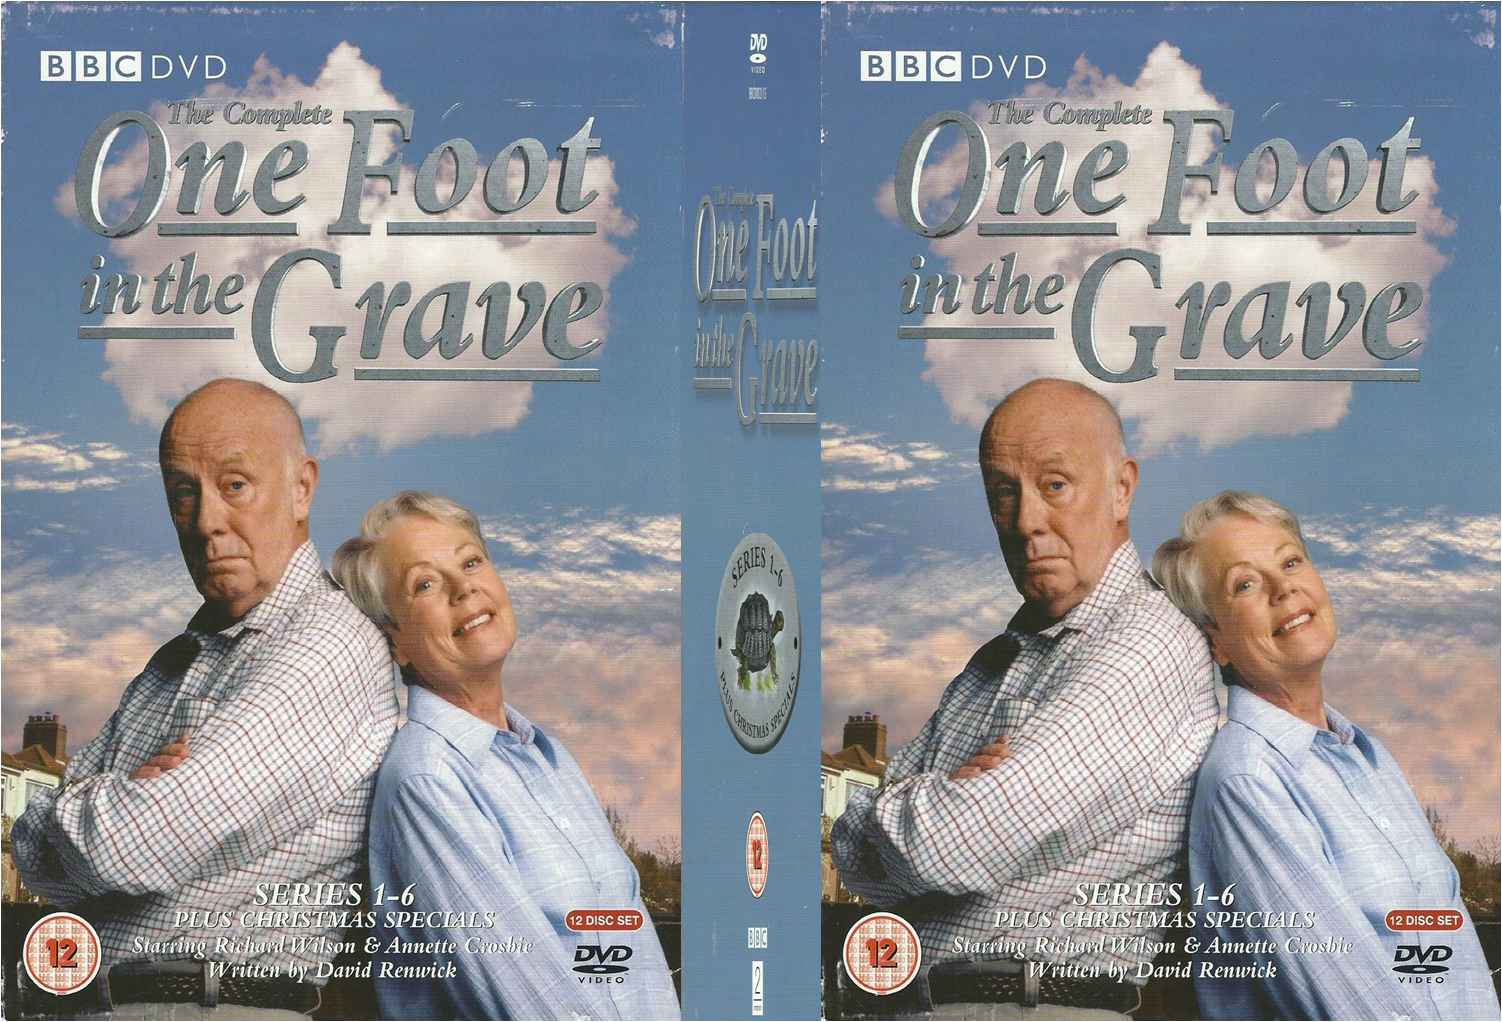 BBC DVD
The Complete
One Foot
in the Grave
SERIES 1-6
PLUS CHRISTMAS SPECIALS
12 DISC SET
Starring Richard Wilson & Annette Crosbie
Written by David Renwick
12
DVD
VIDEO
DVD
VIDEO
The Complete
One Foot
in the Grave
SERIES 1-6
PLUS CHRISTMAS SPECIALS
12
BBC
2
BBC DVD
The Complete
One Foot
in the Grave
SERIES 1-6
PLUS CHRISTMAS SPECIALS
12 DISC SET
Starring Richard Wilson & Annette Crosbie
Written by David Renwick
12
DVD
VIDEO